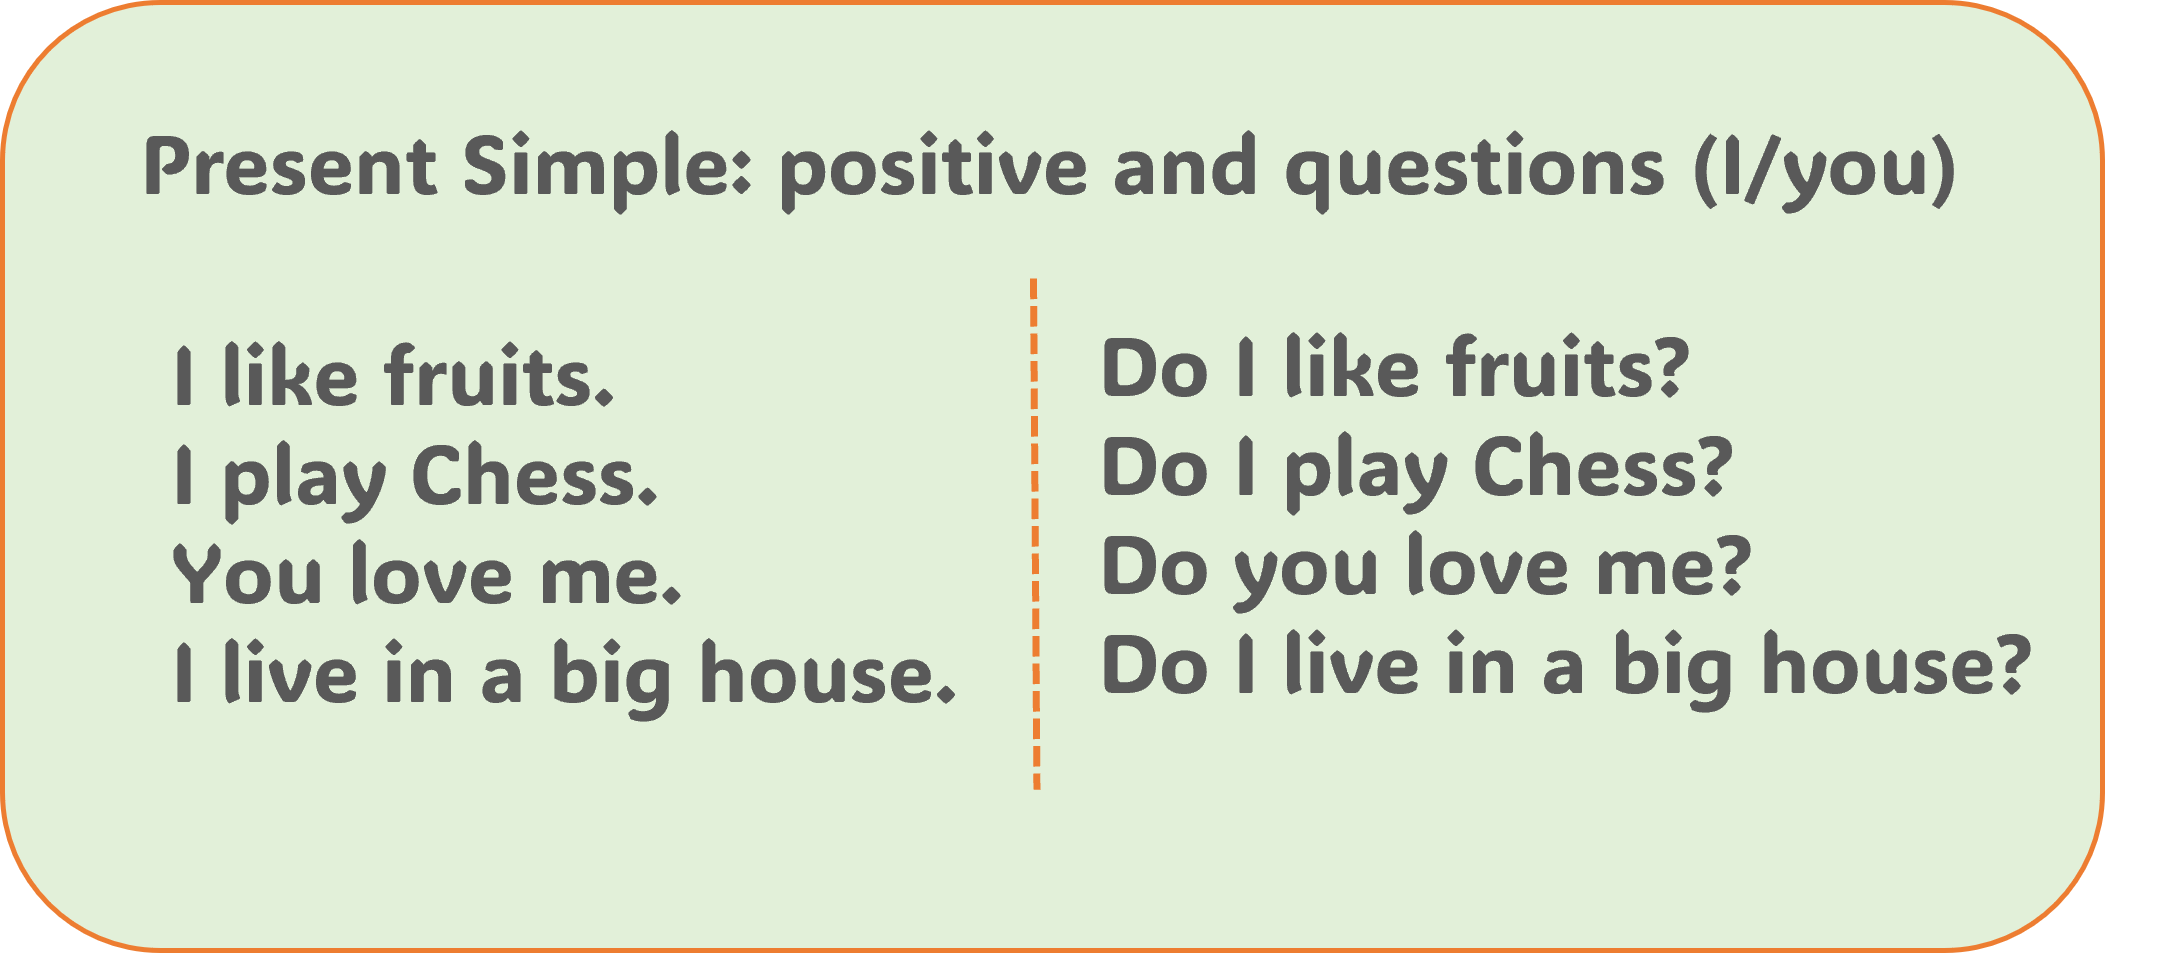 Present Simple: positive and questions (I/you)
I like fruits.
I play Chess.
You love me.
I live in a big house.
Do I like fruits?
Do I play Chess?
Do you love me?
Do I live in a big house?